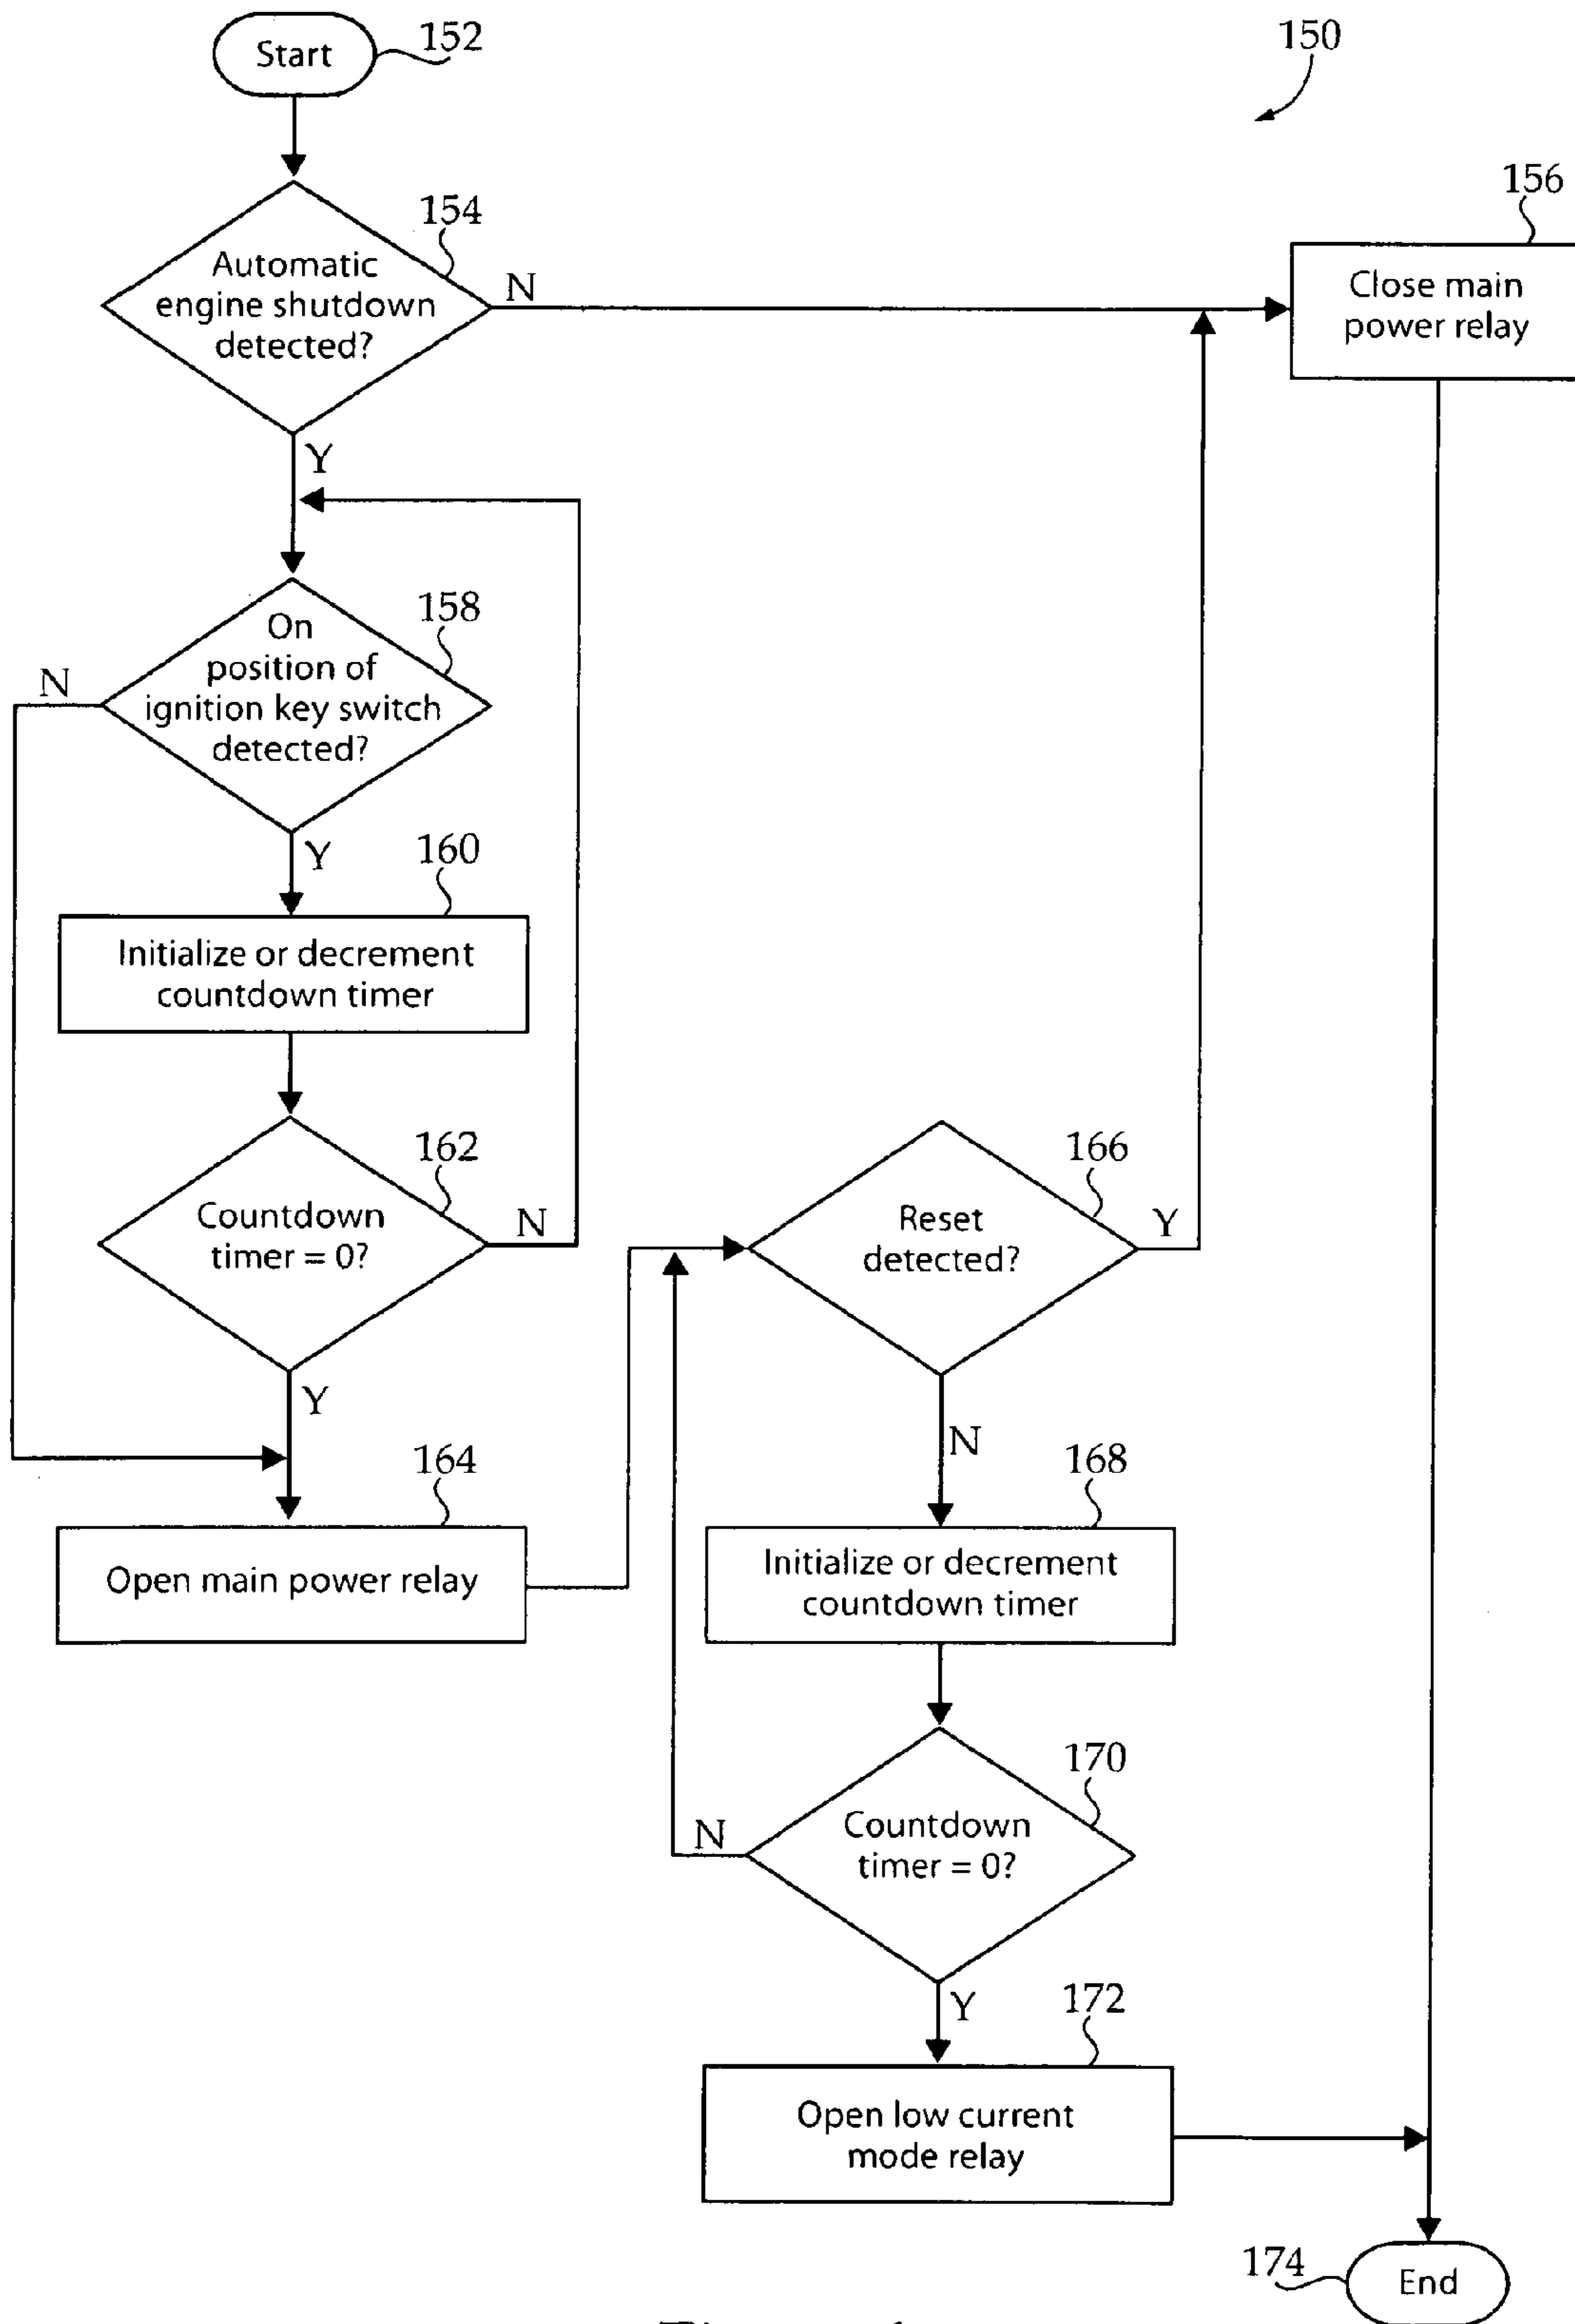 Start
152
150
154
Automatic
engine shutdown
detected?
N
156
Close main
power relay
Y
158
On
position of
ignition key switch
detected?
N
Y
160
Initialize or decrement
countdown timer
162
Countdown
timer = 0?
N
Y
166
Reset
detected?
Y
N
164
Open main power relay
168
Initialize or decrement
countdown timer
170
Countdown
timer = 0?
N
Y
172
Open low current
mode relay
174
End